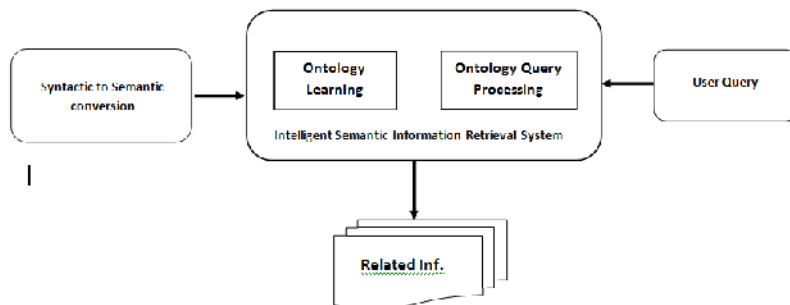 Syntactic to Semantic
conversion
Ontology
Learning
Ontology Query
Processing
Intelligent Semantic Information Retrieval System
User Query
Related Inf.